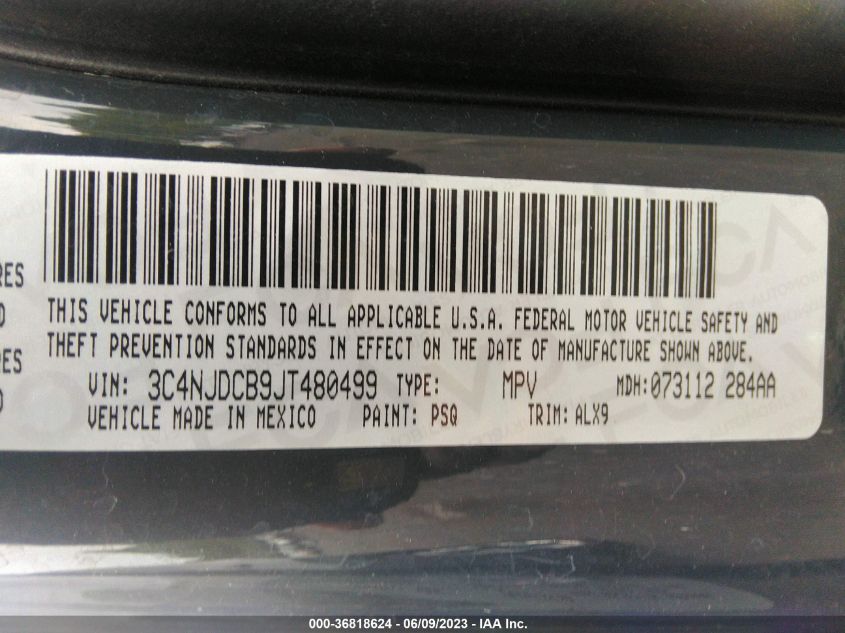 RES
THIS VEHICLE CONFORMS TO ALL APPLICABLE U.S.A. FEDERAL MOTOR VEHICLE SAFETY AND
THEFT PREVENTION STANDARDS IN EFFECT ON THE DATE OF MANUFACTURE SHOWN ABOVE.
VIN: 3C4NJDCB9JT480499 TYPE: MPV MDH:073112 284AA
VEHICLE MADE IN MEXICO PAINT: PSQ TRIM: ALX9
000-36818624 - 06/09/2023 - IAA Inc.